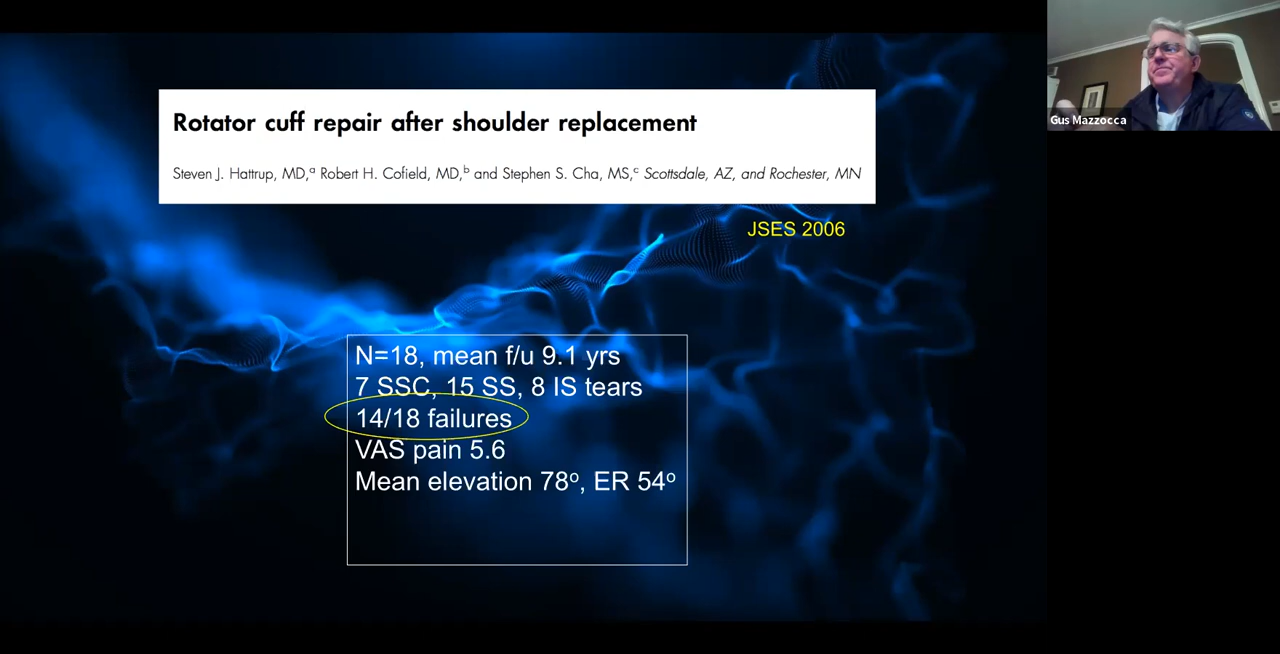 Rotator cuff repair after shoulder replacement
Steven J. Hattrup, MD,ᵃ Robert H. Cofield, MD,ᵇ and Stephen S. Cha, MS,ᶜ Scottsdale, AZ, and Rochester, MN
JSES 2006
N=18, mean f/u 9.1 yrs
7 SSC, 15 SS, 8 IS tears
14/18 failures
VAS pain 5.6
Mean elevation 78º, ER 54º
Gus Mazzocca